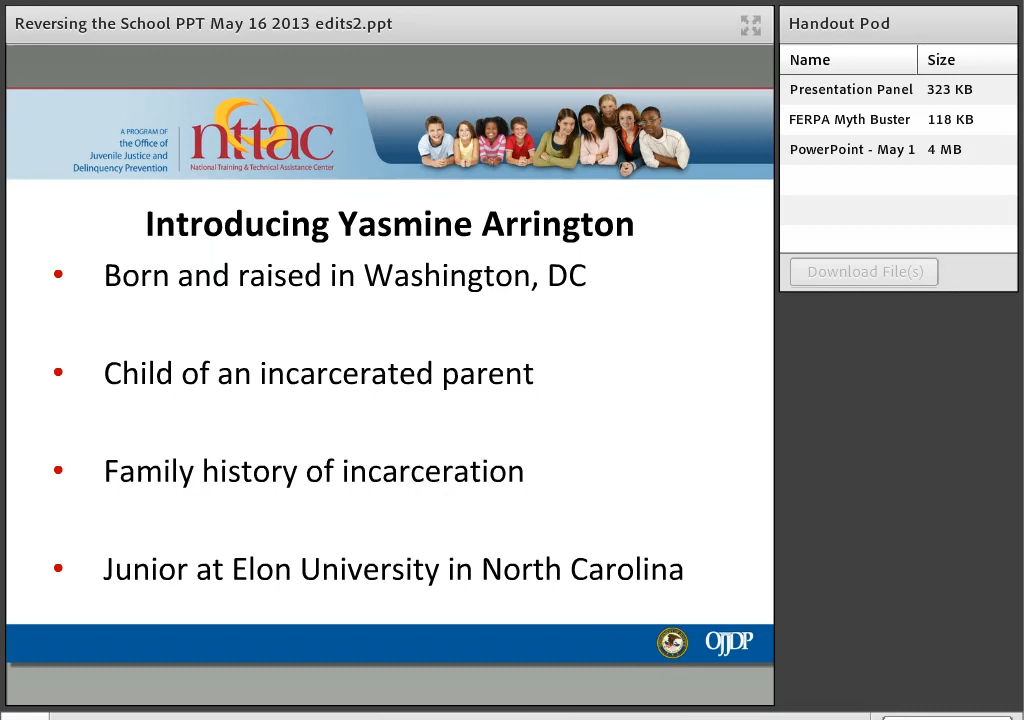 Reversing the School PPT May 16 2013 edits2.ppt
A PROGRAM OF
the Office of
Juvenile Justice and
Delinquency Prevention
nttac
National Training & Technical Assistance Center
Introducing Yasmine Arrington
• Born and raised in Washington, DC
• Child of an incarcerated parent
• Family history of incarceration
• Junior at Elon University in North Carolina
OJJDP
Handout Pod
Name Size
Presentation Panel 323 KB
FERPA Myth Buster 118 KB
PowerPoint - May 1 4 MB
Download File(s)